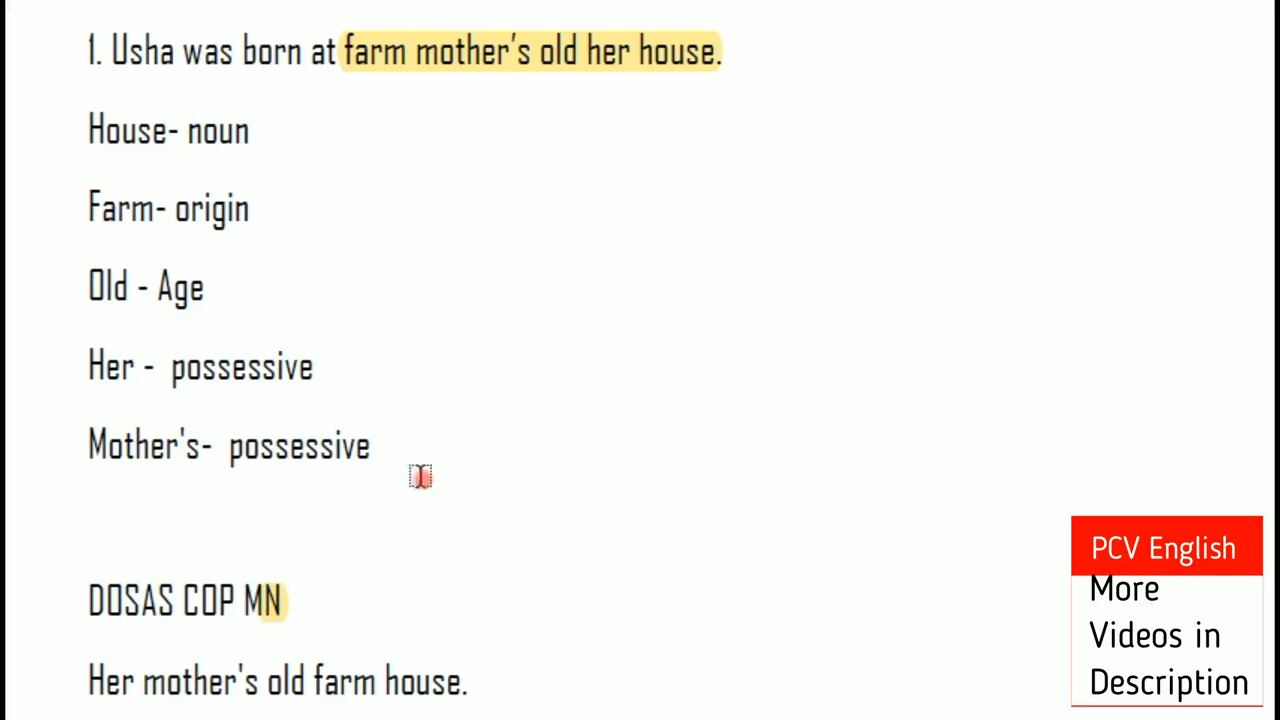 1. Usha was born at farm mother's old her house.
House- noun
Farm- origin
Old - Age
Her -  possessive
Mother's-  possessive
DOSAS COP MN
Her mother's old farm house.
PCV English
More
Videos in
Description